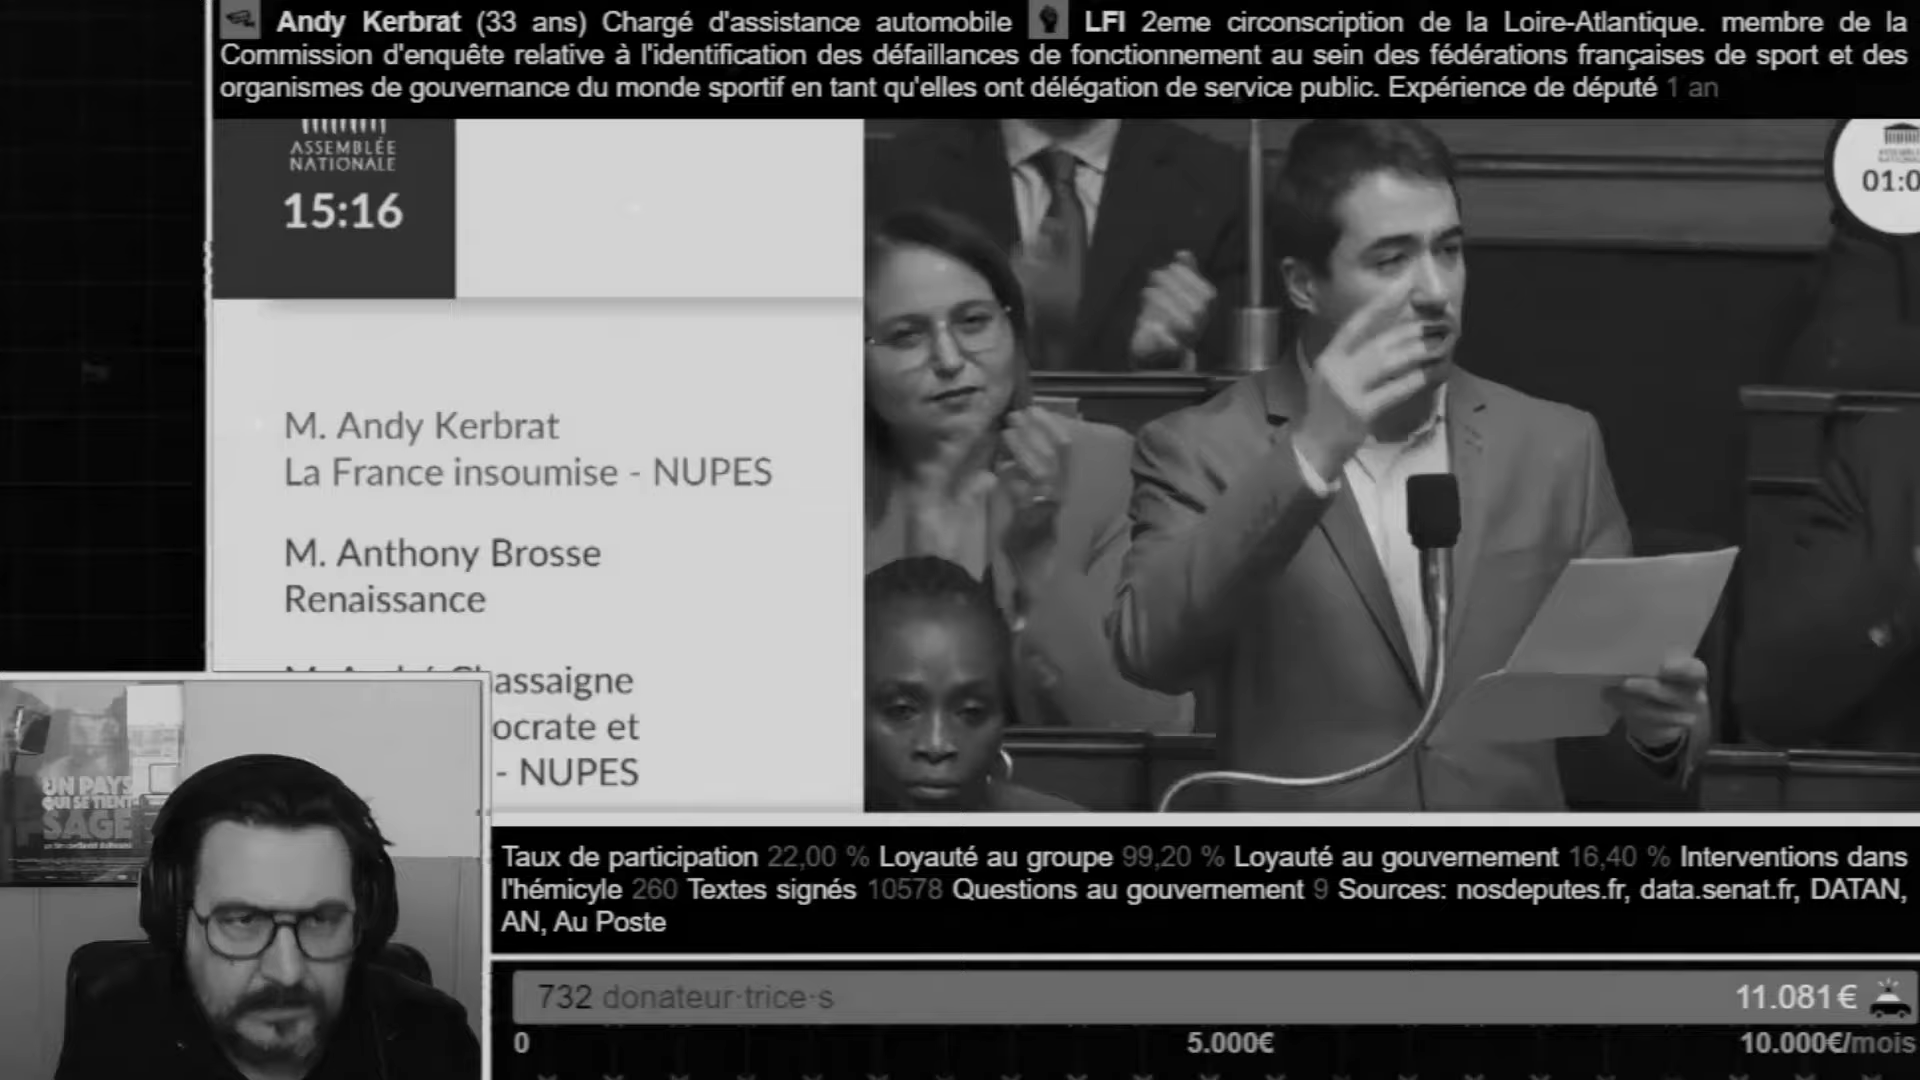 Andy Kerbrat (33 ans) Chargé d'assistance automobile LFI 2eme circonscription de la Loire-Atlantique. membre de la
Commission d'enquête relative à l'identification des défaillances de fonctionnement au sein des fédérations françaises de sport et des
organismes de gouvernance du monde sportif en tant qu'elles ont délégation de service public. Expérience de député 1 an
ASSEMBLÉE
NATIONALE
15:16
01:0
M. Andy Kerbrat
La France insoumise - NUPES
M. Anthony Brosse
Renaissance
assaigne
ocrate et
- NUPES
UN PAYS
QUI SE TIENT
SAGE
Taux de participation 22,00 % Loyauté au groupe 99,20 % Loyauté au gouvernement 16,40 % Interventions dans
l'hémicyle 260 Textes signés 10578 Questions au gouvernement 9 Sources: nosdeputes.fr, data.senat.fr, DATAN,
AN, Au Poste
732 donateur·trice·s
11.081€
0 5.000€ 10.000€/mois